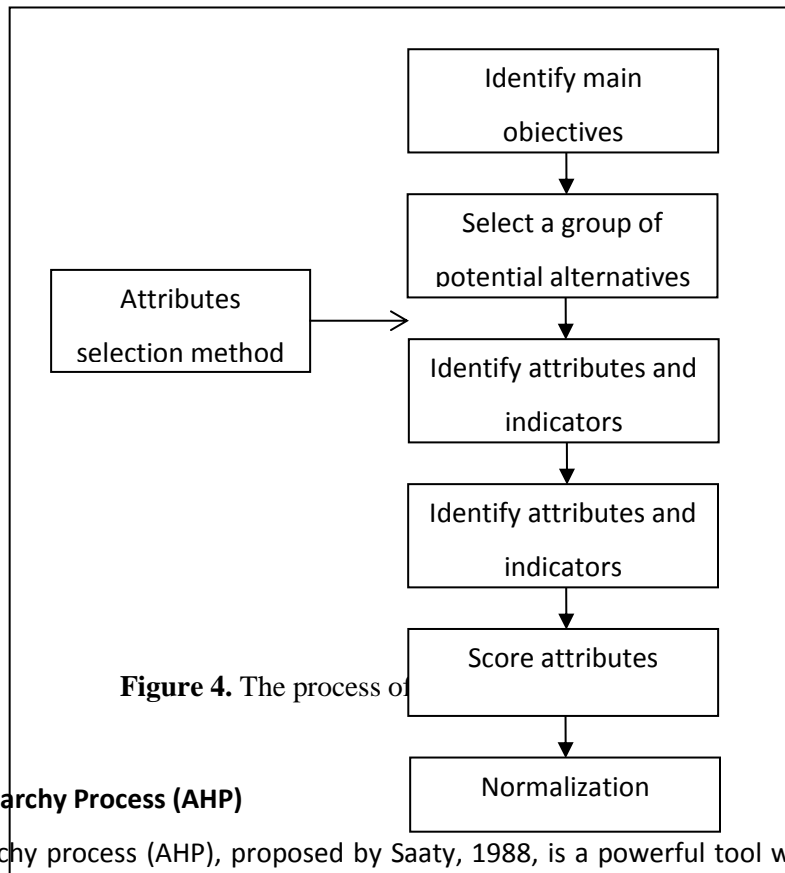 Identify main
objectives
Select a group of
potential alternatives
Attributes
selection method
Identify attributes and
indicators
Identify attributes and
indicators
Score attributes
Figure 4. The process of
Normalization
archy Process (AHP)
chy process (AHP), proposed by Saaty, 1988, is a powerful tool w